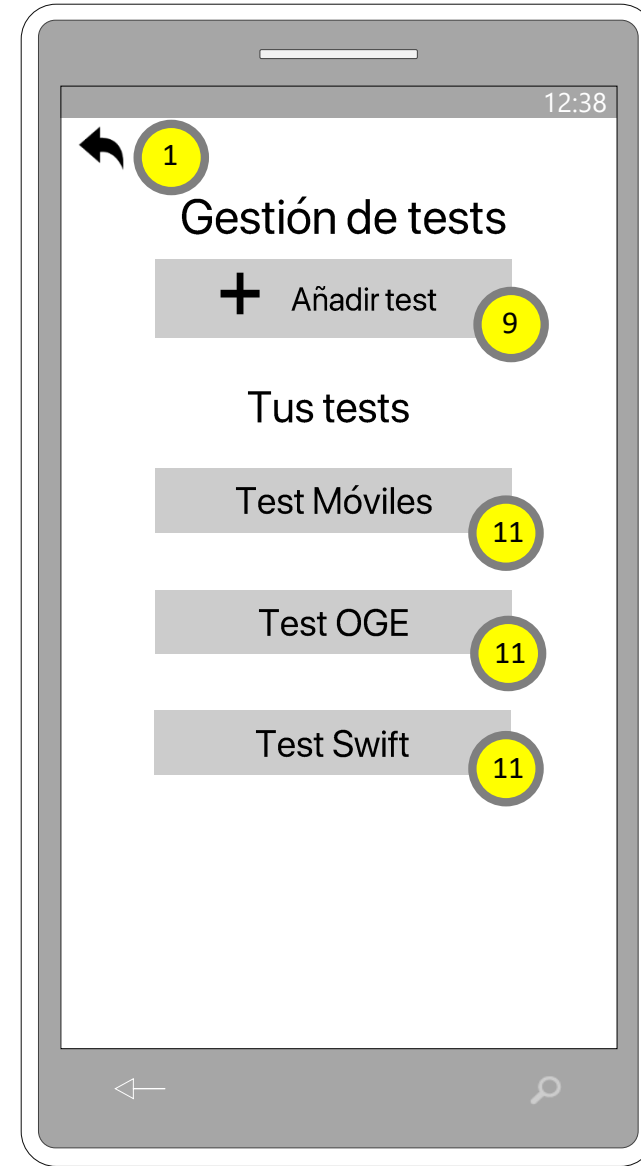 12:38
1
Gestión de tests
+ Añadir test
9
Tus tests
Test Móviles
11
Test OGE
11
Test Swift
11